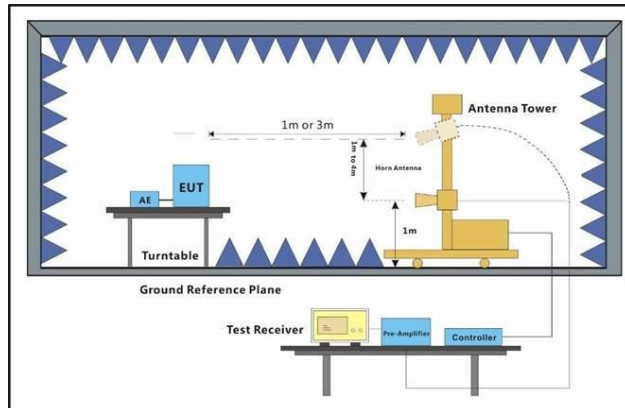 1m or 3m
Antenna Tower
1m to 4m
Horn Antenna
EUT
AE
1m
Turntable
Ground Reference Plane
Test Receiver
Pre-Amplifier
Controller